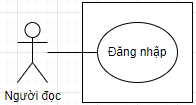 Đăng nhập
Người đọc